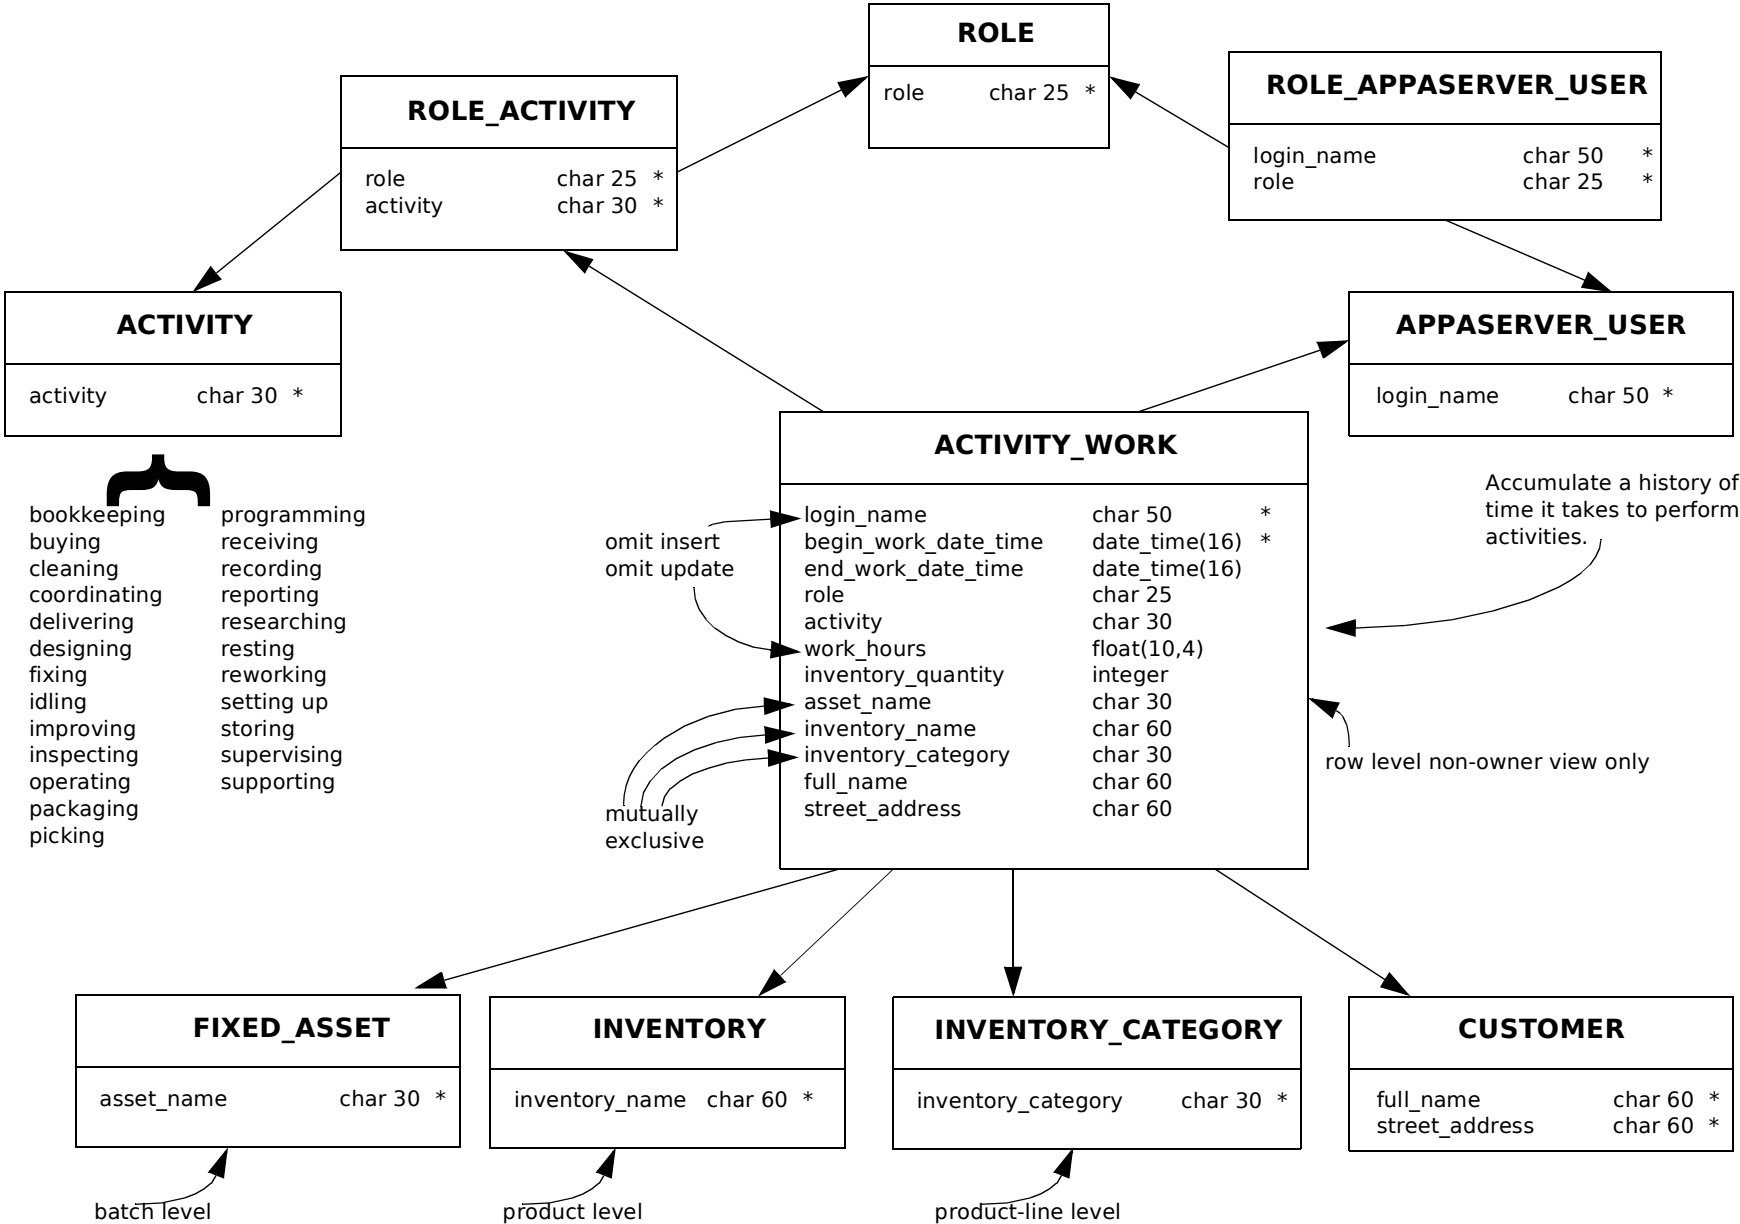 ROLE
role char 25 *
ROLE_APPASERVER_USER
login_name char 50 *
role char 25 *
ROLE_ACTIVITY
role char 25 *
activity char 30 *
ACTIVITY
activity char 30 *
APPASERVER_USER
login_name char 50 *
bookkeeping programming
buying receiving
cleaning recording
coordinating reporting
delivering researching
designing resting
fixing reworking
idling setting up
improving storing
inspecting supervising
operating supporting
packaging
picking
ACTIVITY_WORK
login_name char 50 *
begin_work_date_time date_time(16) *
end_work_date_time date_time(16)
role char 25
activity char 30
work_hours float(10,4)
inventory_quantity integer
asset_name char 30
inventory_name char 60
inventory_category char 30
full_name char 60
street_address char 60
omit insert
omit update
mutually
exclusive
Accumulate a history of
time it takes to perform
activities.
row level non-owner view only
FIXED_ASSET
asset_name char 30 *
batch level
INVENTORY
inventory_name char 60 *
product level
INVENTORY_CATEGORY
inventory_category char 30 *
product-line level
CUSTOMER
full_name char 60 *
street_address char 60 *